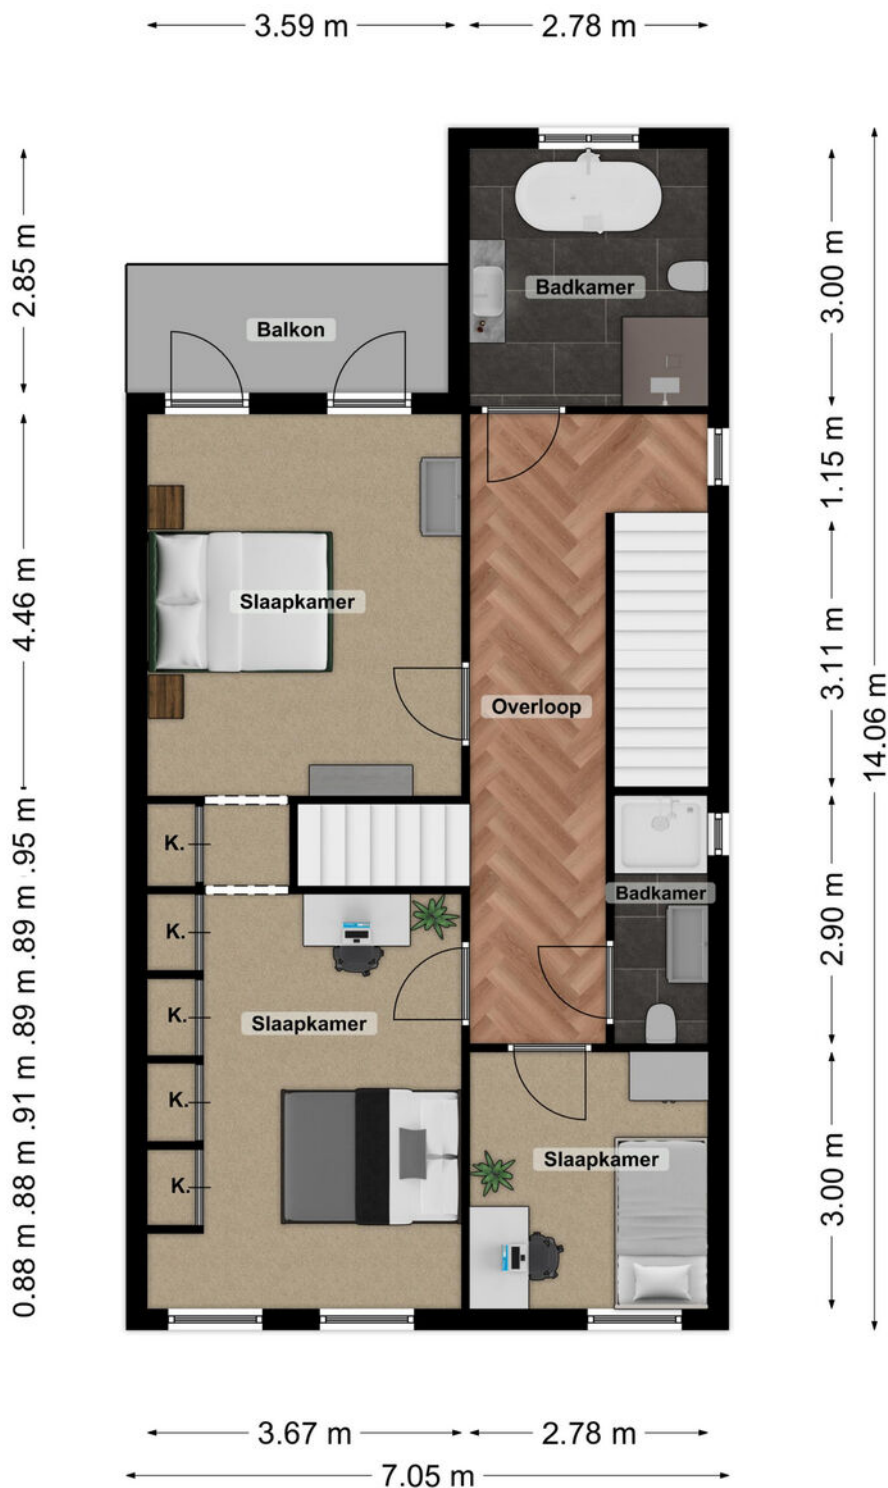 3.59 m
2.78 m
2.85 m
3.00 m
Badkamer
Balkon
1.15 m
4.46 m
Slaapkamer
3.11 m
14.06 m
Overloop
K.
Badkamer
K.
2.90 m
K.
Slaapkamer
K.
Slaapkamer
K.
3.00 m
0.88 m .88 m .91 m .89 m .89 m .95 m
3.67 m
2.78 m
7.05 m